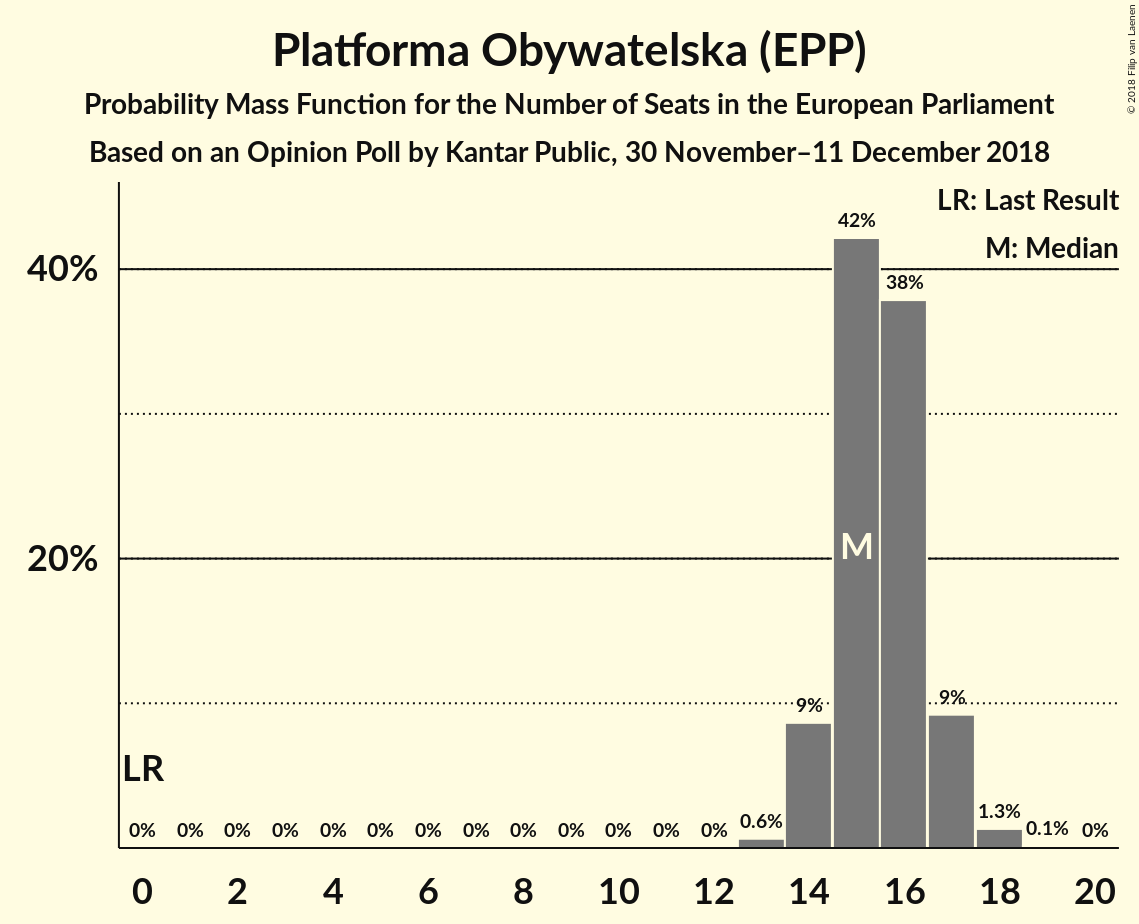 Platforma Obywatelska (EPP)
Probability Mass Function for the Number of Seats in the European Parliament
Based on an Opinion Poll by Kantar Public, 30 November–11 December 2018
© 2018 Filip van Laenen
LR: Last Result
M: Median
42%
40%
38%
20%
M
9% 9%
LR
0% 0% 0% 0% 0% 0% 0% 0% 0% 0% 0% 0% 0% 0.6% 1.3% 0.1% 0%
0 2 4 6 8 10 12 14 16 18 20